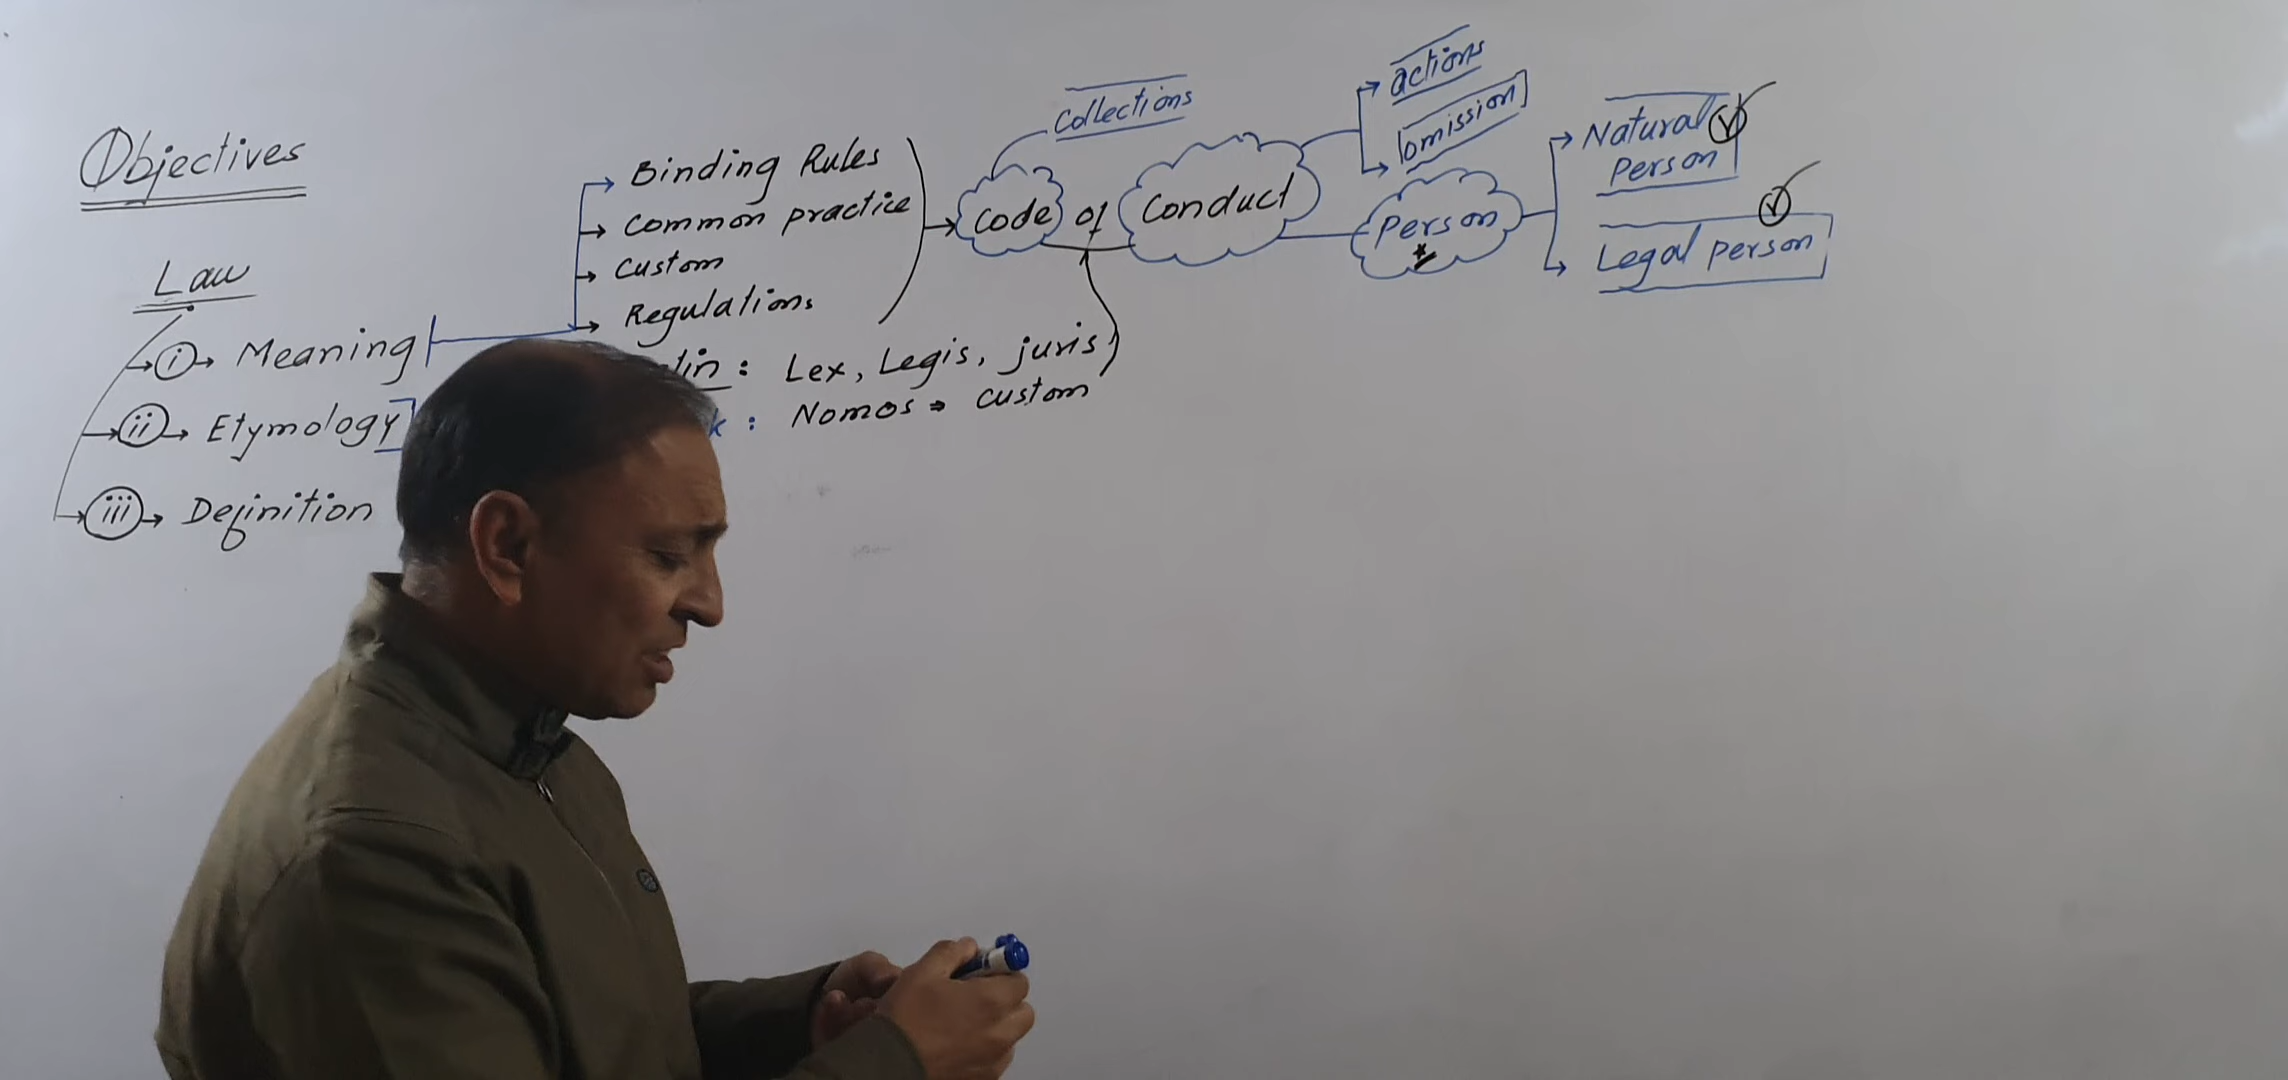 Objectives
Law
i → Meaning
ii → Etymology
iii → Definition
Binding Rules
Common practice
Custom
Regulations
: Lex, Legis, juris
: Nomos → Custom
Code of Conduct
Collections
actions
omission
Person
Natural
Person
Legal person